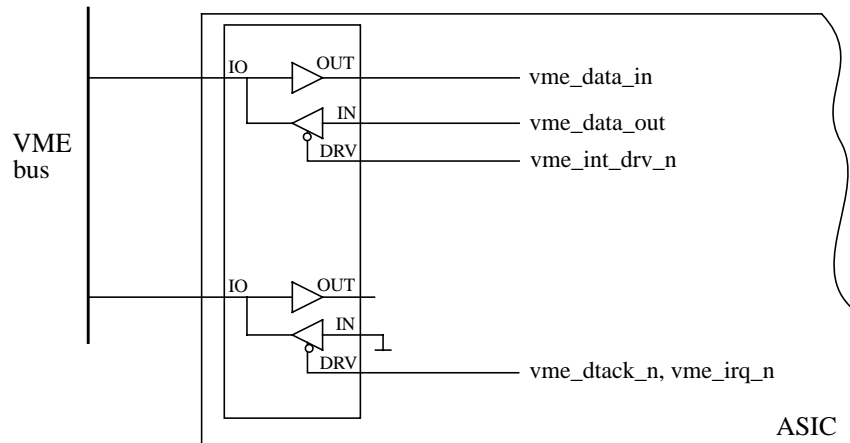 IO
OUT
vme_data_in
IN
vme_data_out
DRV
vme_int_drv_n
VME
bus
IO
OUT
IN
DRV
vme_dtack_n, vme_irq_n
ASIC